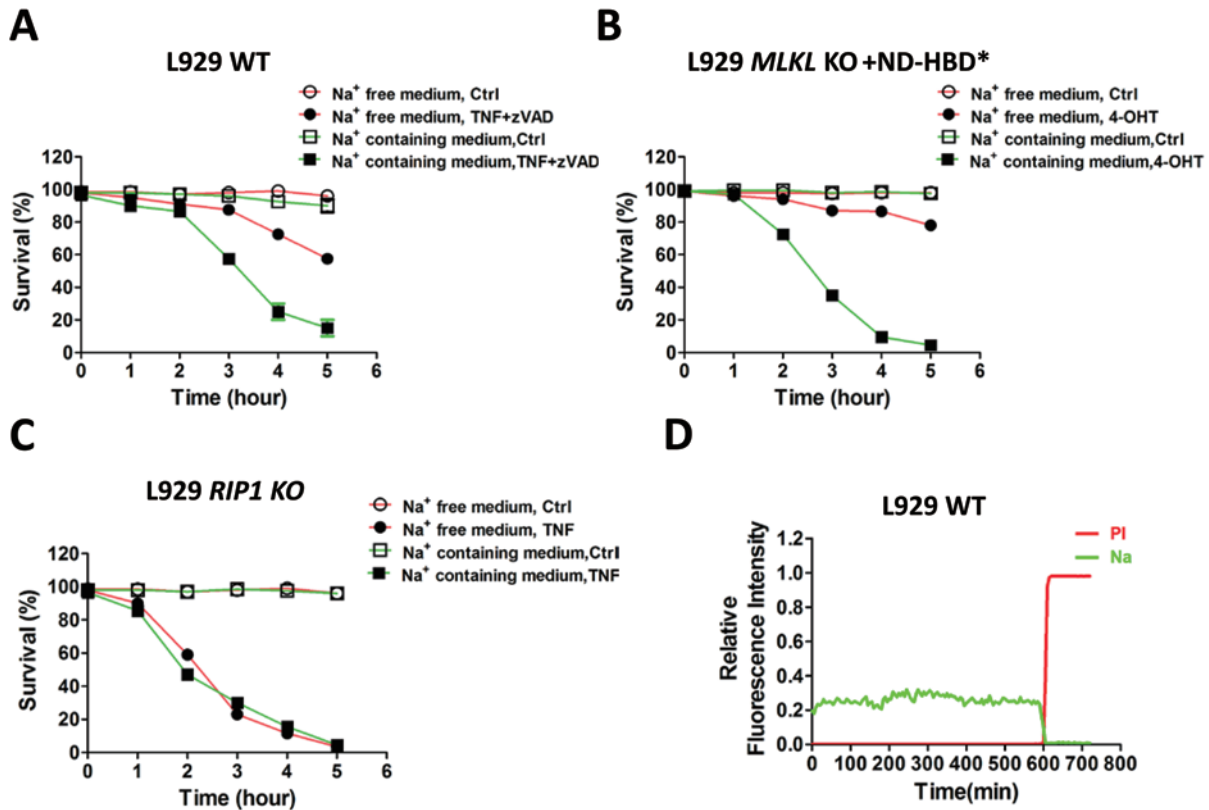 A
L929 WT
Na+ free medium, Ctrl
Na+ free medium, TNF+zVAD
Na+ containing medium,Ctrl
Na+ containing medium,TNF+zVAD
120
100
80
60
40
20
0
Survival (%)
0 1 2 3 4 5 6
Time (hour)
B
L929 MLKL KO +ND-HBD*
Na+ free medium, Ctrl
Na+ free medium, 4-OHT
Na+ containing medium,Ctrl
Na+ containing medium,4-OHT
120
100
80
60
40
20
0
Survival (%)
0 1 2 3 4 5 6
Time (hour)
C
L929 RIP1 KO
Na+ free medium, Ctrl
Na+ free medium, TNF
Na+ containing medium,Ctrl
Na+ containing medium,TNF
120
100
80
60
40
20
0
Survival (%)
0 1 2 3 4 5 6
Time (hour)
D
L929 WT
PI
Na
1.2
1.0
0.8
0.6
0.4
0.2
0.0
Relative
Fluorescence Intensity
0 100 200 300 400 500 600 700 800
Time(min)